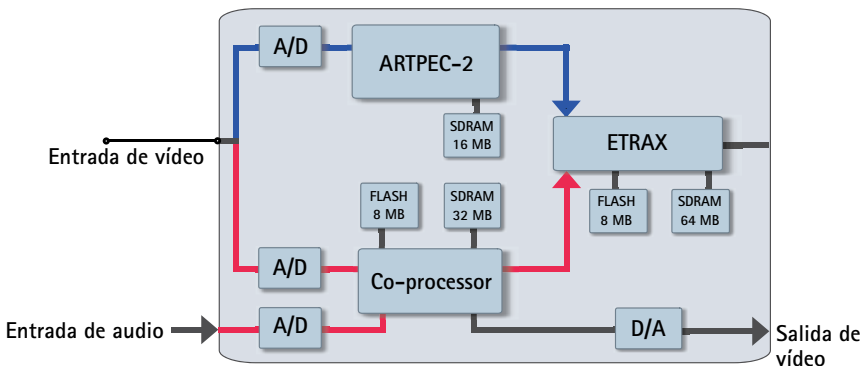 A/D
ARTPEC-2
SDRAM
16 MB
ETRAX
Entrada de vídeo
FLASH
8 MB
SDRAM
32 MB
FLASH
8 MB
SDRAM
64 MB
A/D
Co-processor
Entrada de audio
A/D
D/A
Salida de
vídeo